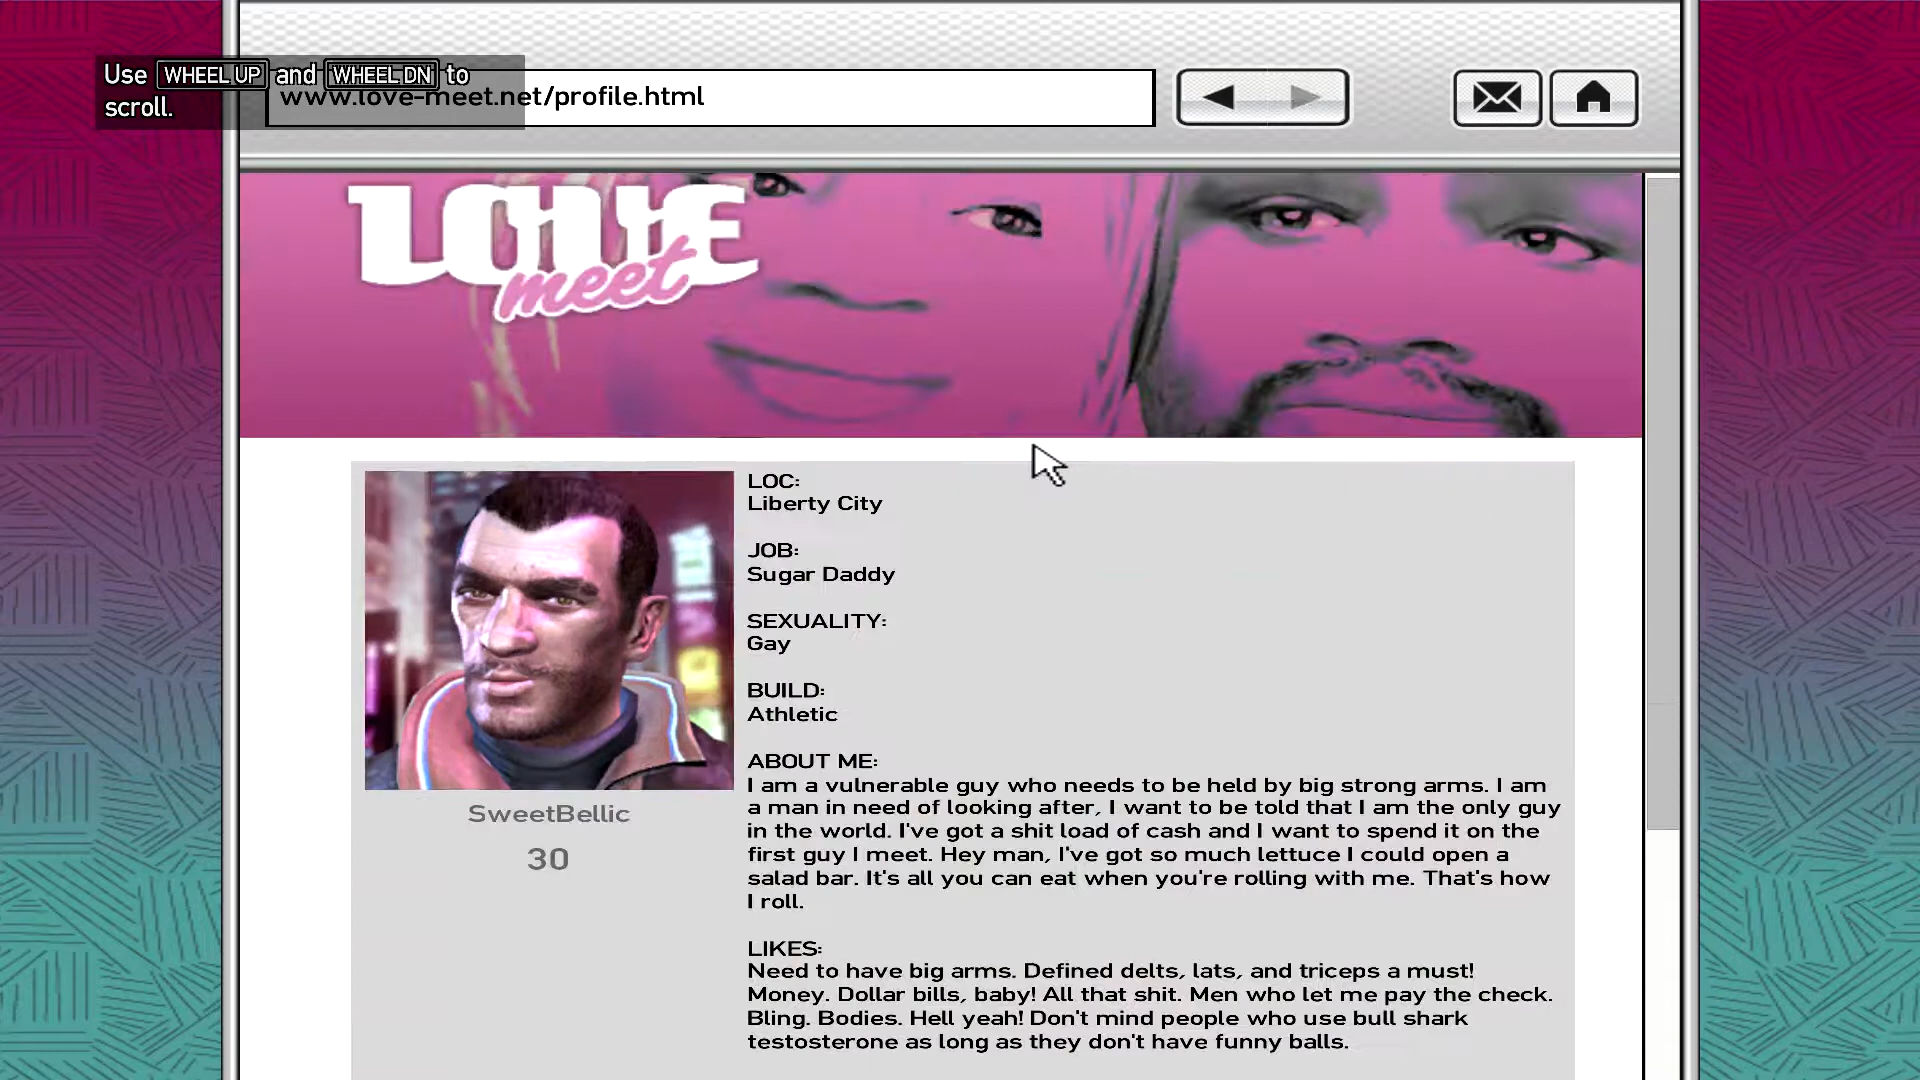 Use WHEEL UP and WHEEL DN to
scroll.
www.love-meet.net/profile.html
LOVE
meet
LOC:
Liberty City
JOB:
Sugar Daddy
SEXUALITY:
Gay
BUILD:
Athletic
ABOUT ME:
I am a vulnerable guy who needs to be held by big strong arms. I am
a man in need of looking after, I want to be told that I am the only guy
in the world. I've got a shit load of cash and I want to spend it on the
first guy I meet. Hey man, I've got so much lettuce I could open a
salad bar. It's all you can eat when you're rolling with me. That's how
I roll.
LIKES:
Need to have big arms. Defined delts, lats, and triceps a must!
Money. Dollar bills, baby! All that shit. Men who let me pay the check.
Bling. Bodies. Hell yeah! Don't mind people who use bull shark
testosterone as long as they don't have funny balls.
SweetBellic
30